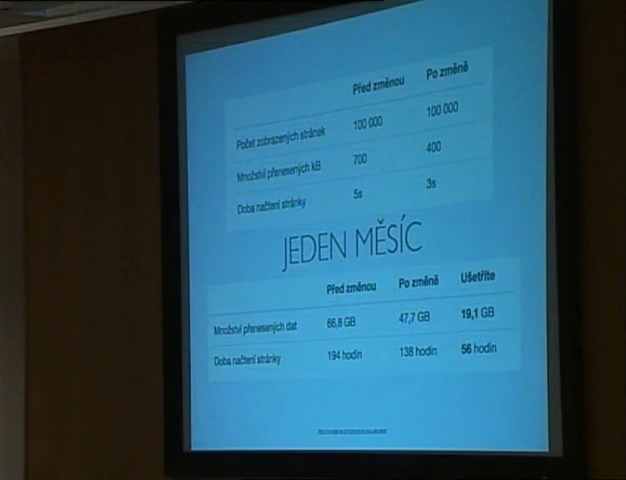 Před změnou Po změně
Počet zobrazených stránek 100 000 100 000
Množství přenesených kB 700 400
Doba načtení stránky 5s 3s
JEDEN MĚSÍC
Před změnou Po změně Ušetříte
Množství přenesených dat 66,8 GB 47,7 GB 19,1 GB
Doba načtení stránky 194 hodin 138 hodin 56 hodin